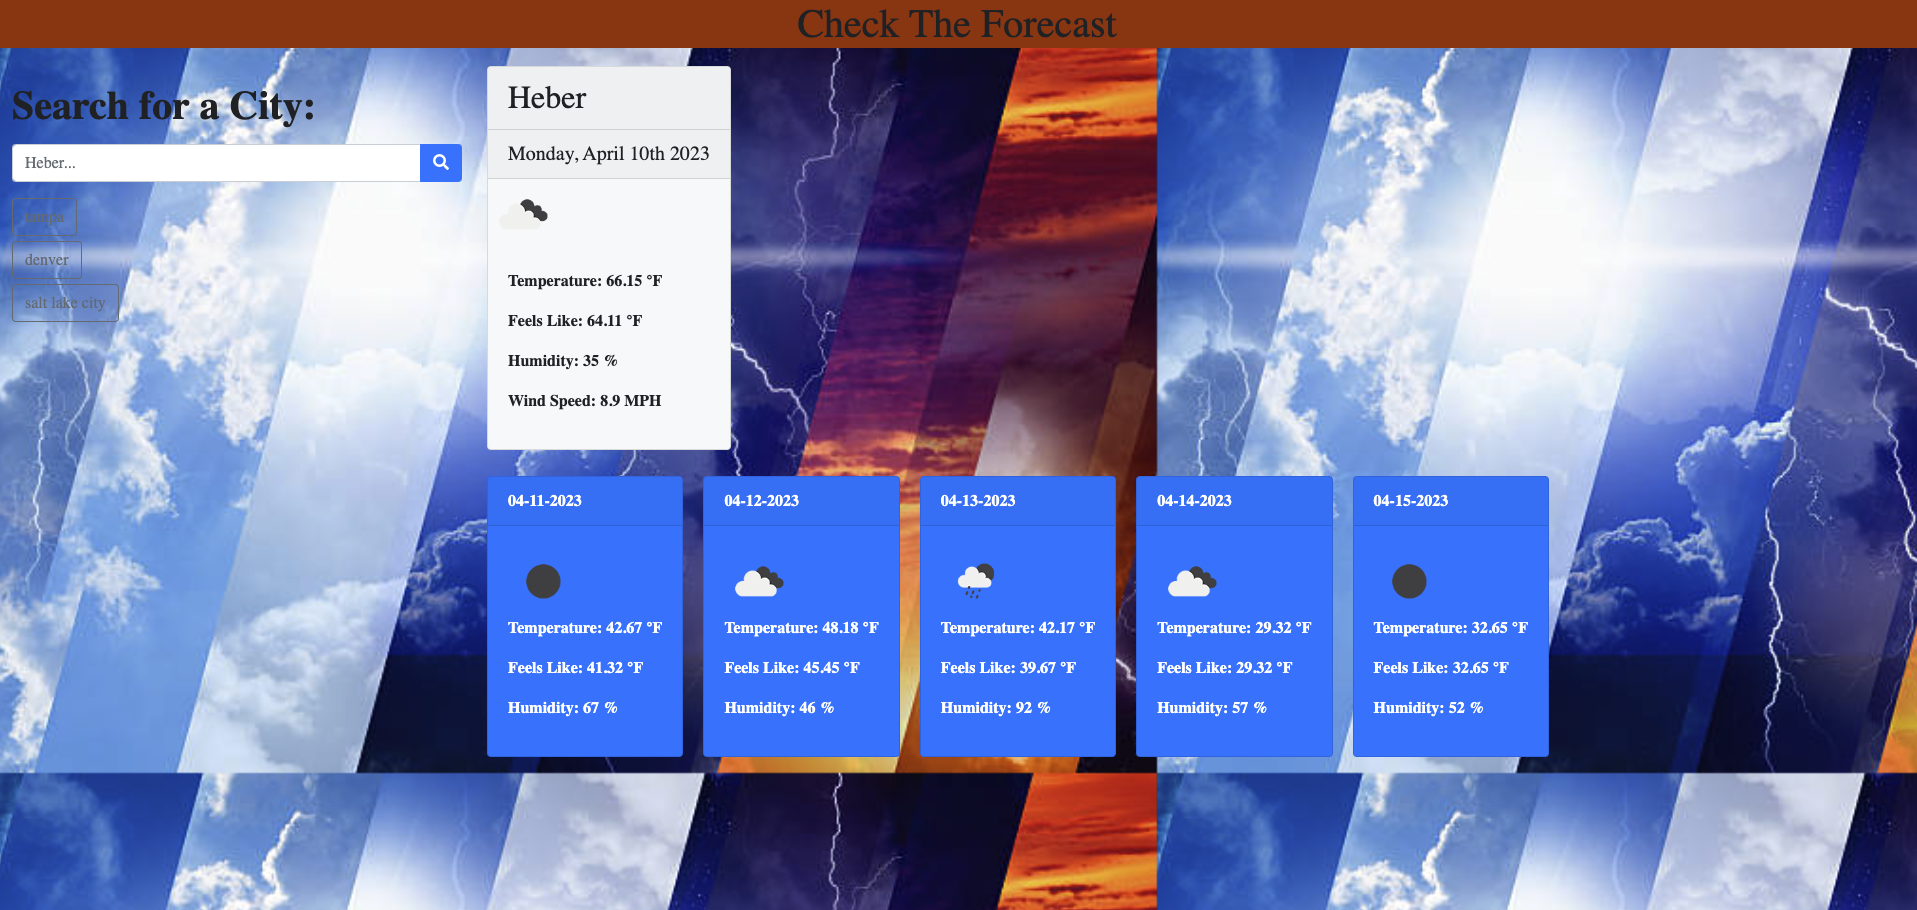 Check The Forecast
Search for a City:
Heber...
tampa
denver
salt lake city
Heber
Monday, April 10th 2023
Temperature: 66.15 °F
Feels Like: 64.11 °F
Humidity: 35 %
Wind Speed: 8.9 MPH
04-11-2023
Temperature: 42.67 °F
Feels Like: 41.32 °F
Humidity: 67 %
04-12-2023
Temperature: 48.18 °F
Feels Like: 45.45 °F
Humidity: 46 %
04-13-2023
Temperature: 42.17 °F
Feels Like: 39.67 °F
Humidity: 92 %
04-14-2023
Temperature: 29.32 °F
Feels Like: 29.32 °F
Humidity: 57 %
04-15-2023
Temperature: 32.65 °F
Feels Like: 32.65 °F
Humidity: 52 %